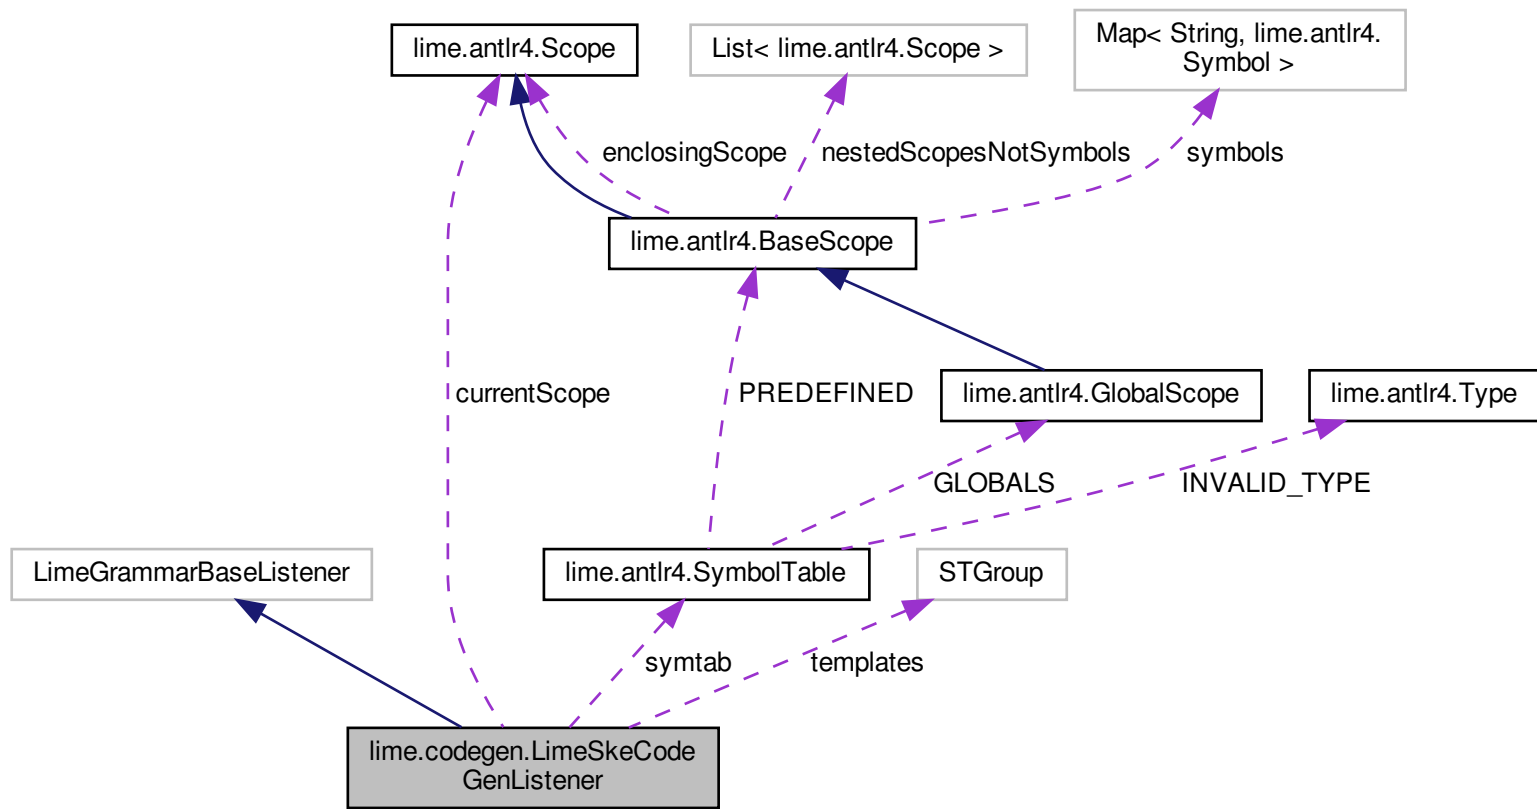 lime.antlr4.Scope
List< lime.antlr4.Scope >
Map< String, lime.antlr4.
Symbol >
enclosingScope
nestedScopesNotSymbols
symbols
lime.antlr4.BaseScope
currentScope
PREDEFINED
lime.antlr4.GlobalScope
lime.antlr4.Type
GLOBALS
INVALID_TYPE
LimeGrammarBaseListener
lime.antlr4.SymbolTable
STGroup
symtab
templates
lime.codegen.LimeSkeCode
GenListener